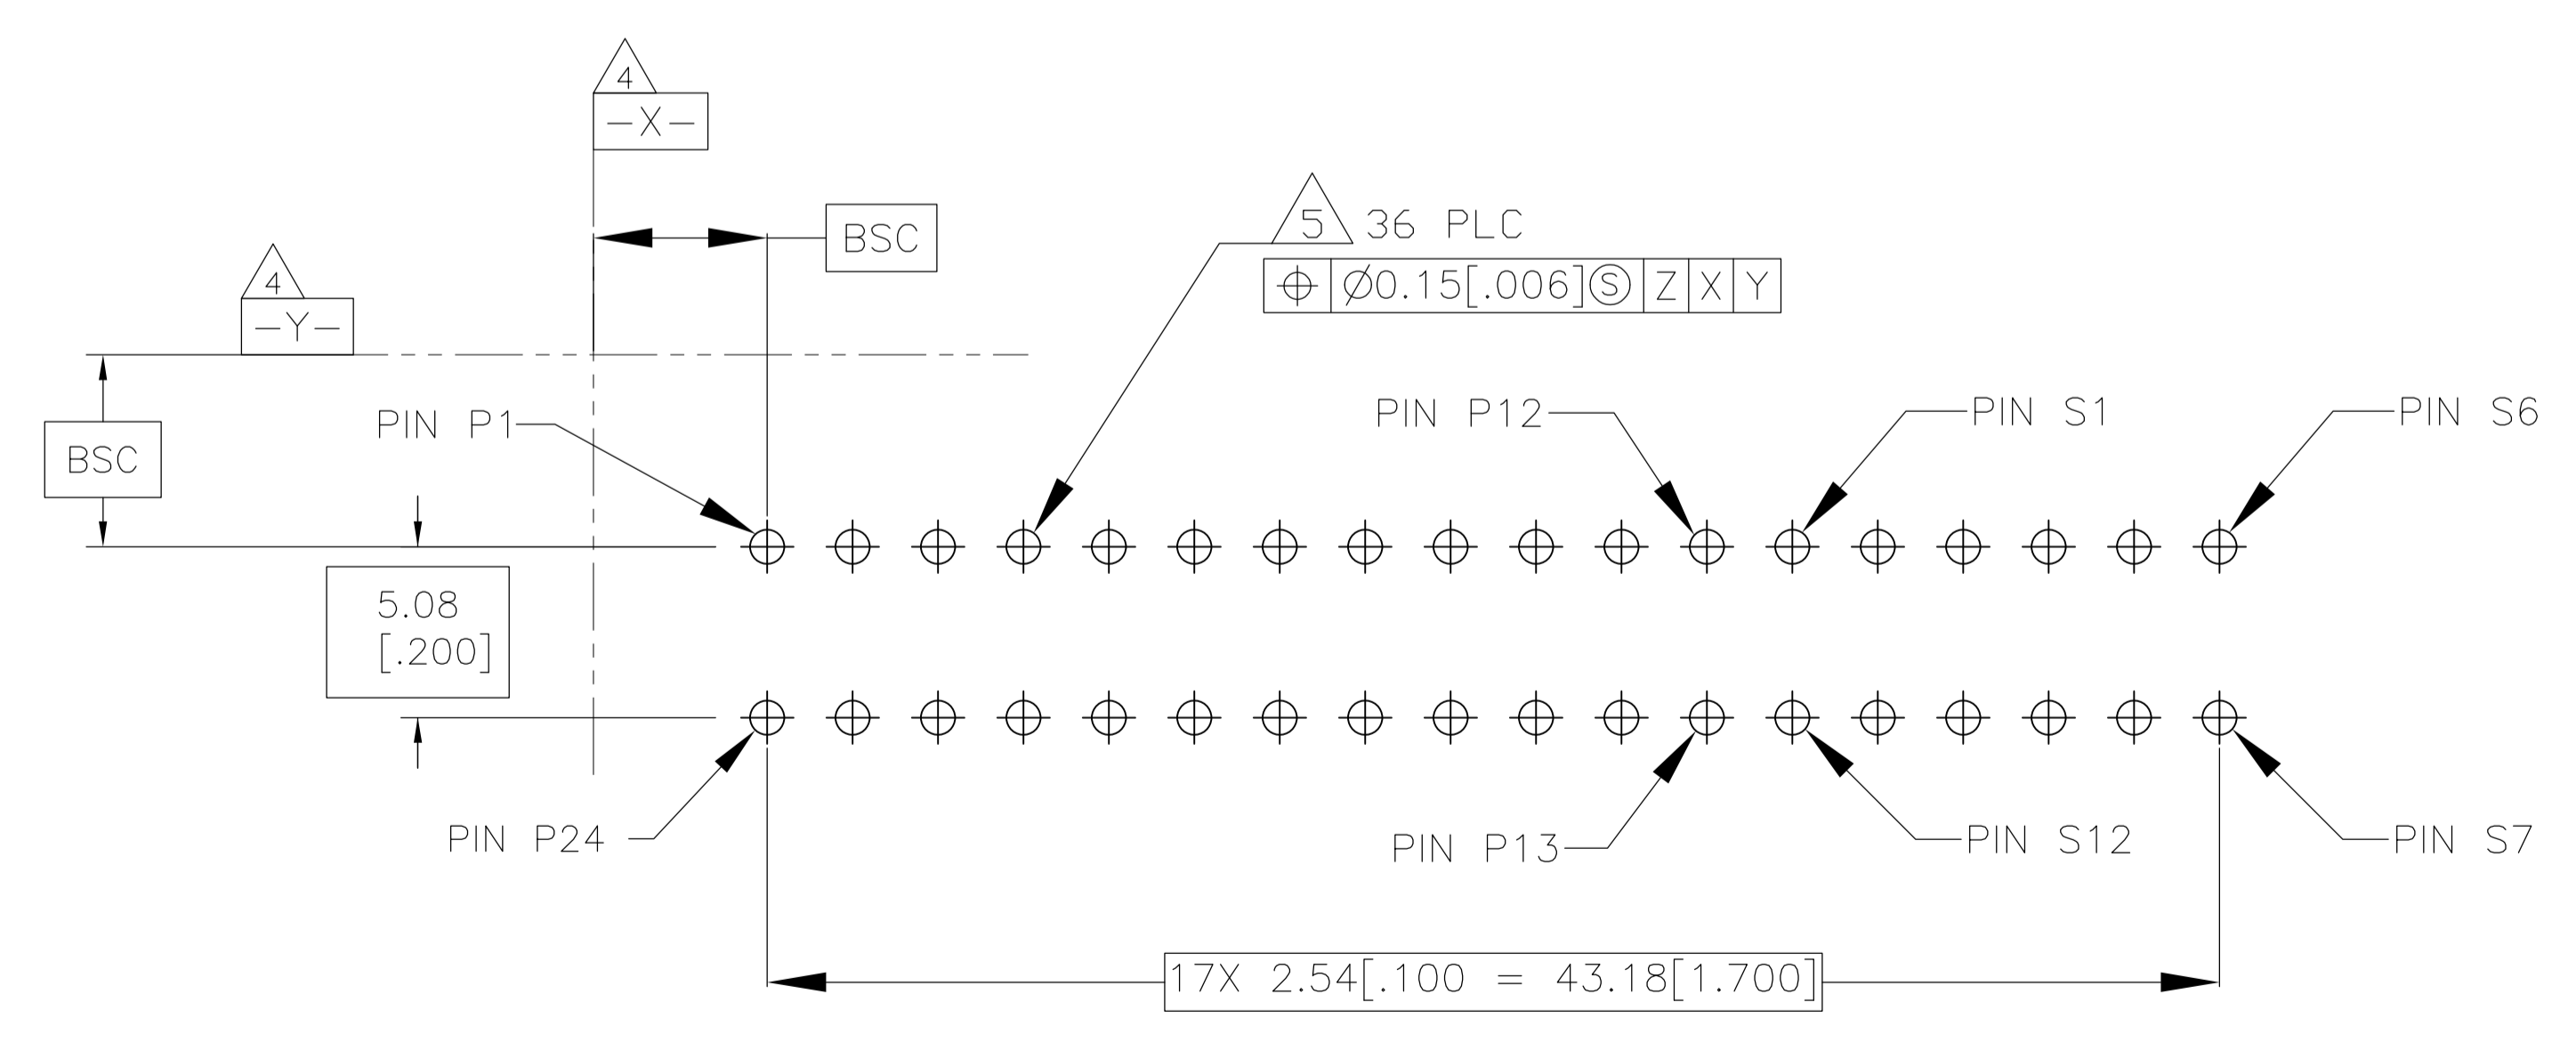 4
-X-
BSC
5 36 PLC
⌖ Ø0.15[.006]Ⓢ Z X Y
4
-Y-
BSC
PIN P1
PIN P12
PIN S1
PIN S6
5.08
[.200]
PIN P24
PIN P13
PIN S12
PIN S7
17X 2.54[.100 = 43.18[1.700]